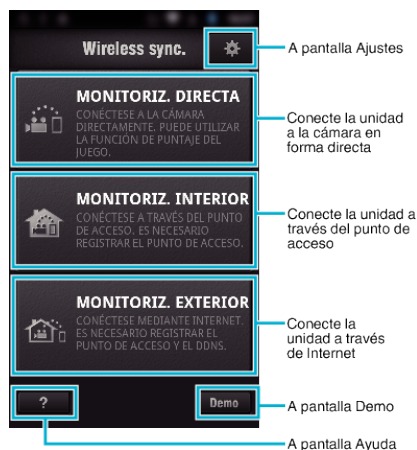 Wireless sync.
A pantalla Ajustes
MONITORIZ. DIRECTA
CONÉCTESE A LA CÁMARA
DIRECTAMENTE. PUEDE UTILIZAR
LA FUNCIÓN DE PUNTAJE DEL
JUEGO.
Conecte la unidad
a la cámara en
forma directa
MONITORIZ. INTERIOR
CONÉCTESE A TRAVÉS DEL PUNTO
DE ACCESO. ES NECESARIO
REGISTRAR EL PUNTO DE ACCESO.
Conecte la unidad a
través del punto de
acceso
MONITORIZ. EXTERIOR
CONÉCTESE MEDIANTE INTERNET.
ES NECESARIO REGISTRAR EL
PUNTO DE ACCESO Y EL DDNS.
Conecte la
unidad a través
de Internet
?
Demo
A pantalla Demo
A pantalla Ayuda